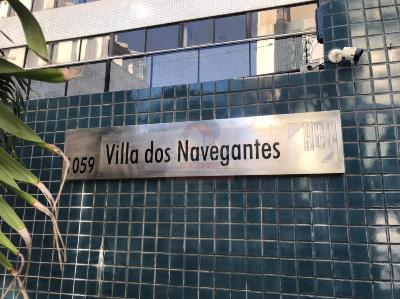 059 Villa dos Navegantes